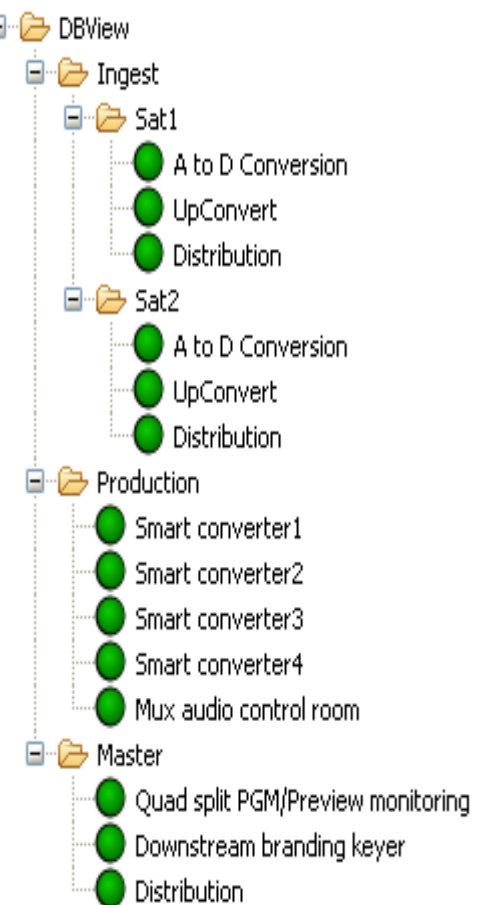 DBView
Ingest
Sat1
A to D Conversion
UpConvert
Distribution
Sat2
A to D Conversion
UpConvert
Distribution
Production
Smart converter1
Smart converter2
Smart converter3
Smart converter4
Mux audio control room
Master
Quad split PGM/Preview monitoring
Downstream branding keyer
Distribution